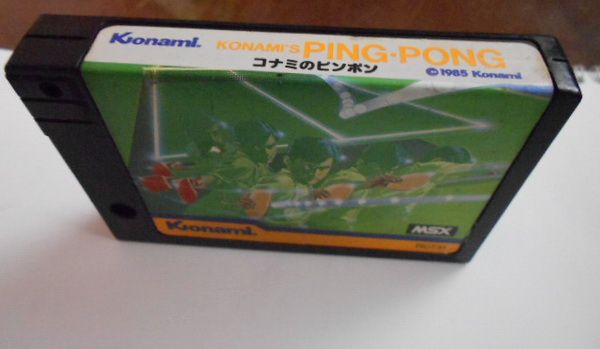 Konami.
KONAMI'S PING·PONG
コナミのピンポン
©1985 Konami
Konami.
MSX